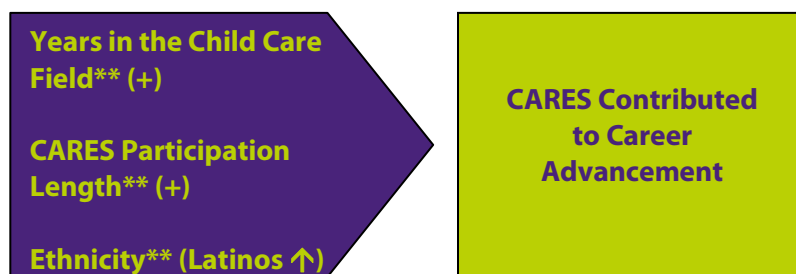 Years in the Child Care
Field** (+)
CARES Participation
Length** (+)
Ethnicity** (Latinos ↑)
CARES Contributed
to Career
Advancement